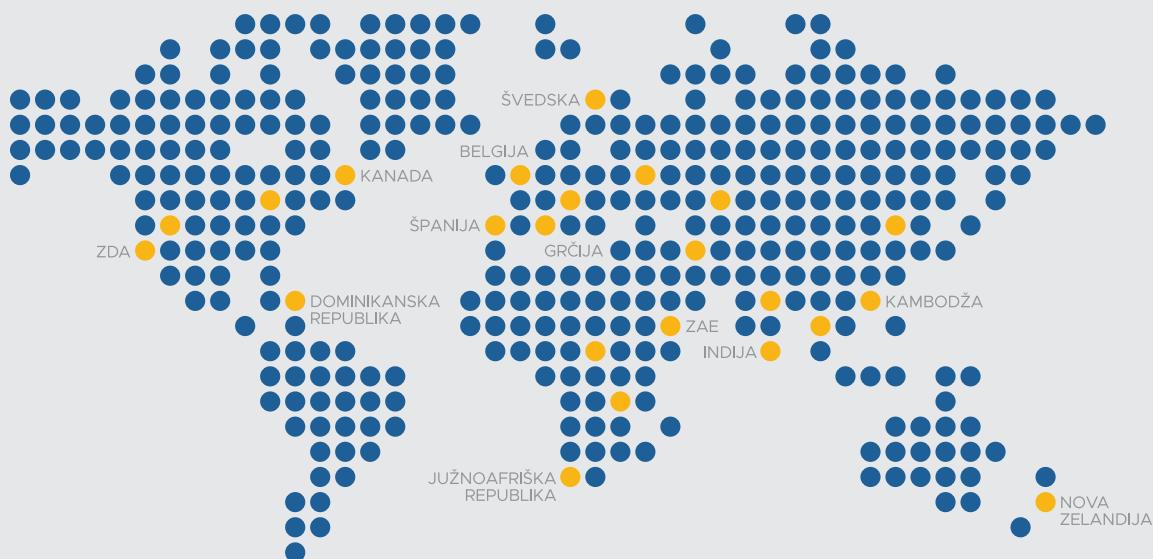 ŠVEDSKA
BELGIJA
KANADA
ŠPANIJA
ZDA
GRČIJA
DOMINIKANSKA
REPUBLIKA
KAMBODŽA
ZAE
INDIJA
JUŽNOAFRIŠKA
REPUBLIKA
NOVA
ZELANDIJA